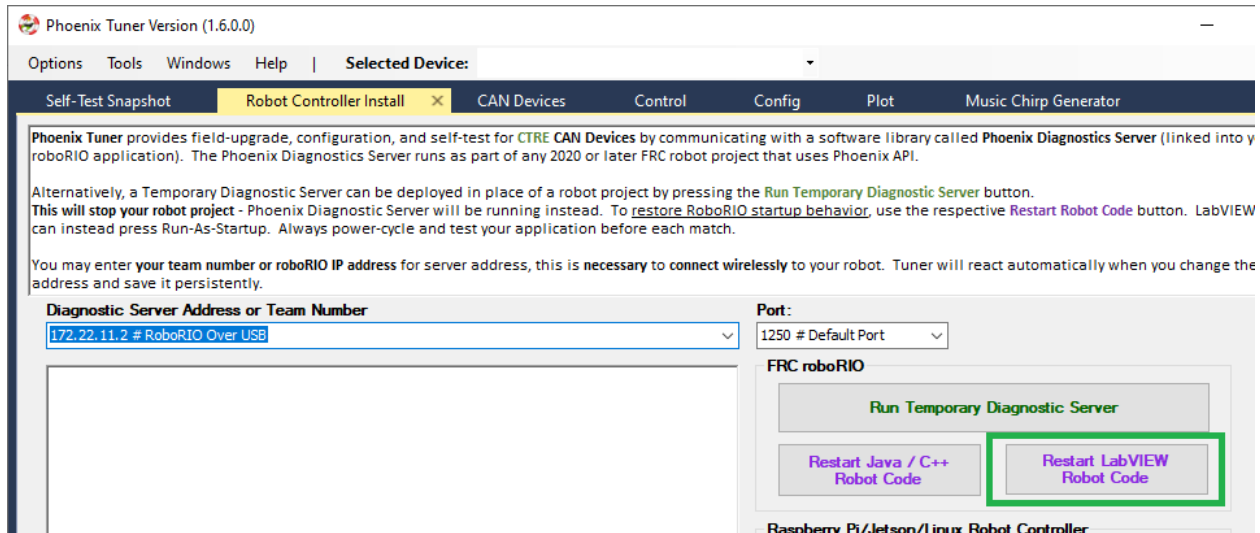 Phoenix Tuner Version (1.6.0.0)
Options Tools Windows Help | Selected Device:
Self-Test Snapshot Robot Controller Install × CAN Devices Control Config Plot Music Chirp Generator
Phoenix Tuner provides field-upgrade, configuration, and self-test for CTRE CAN Devices by communicating with a software library called Phoenix Diagnostics Server (linked into
roboRIO application). The Phoenix Diagnostics Server runs as part of any 2020 or later FRC robot project that uses Phoenix API.
Alternatively, a Temporary Diagnostic Server can be deployed in place of a robot project by pressing the Run Temporary Diagnostic Server button.
This will stop your robot project - Phoenix Diagnostic Server will be running instead. To restore RoboRIO startup behavior, use the respective Restart Robot Code button. LabVIEW
can instead press Run-As-Startup. Always power-cycle and test your application before each match.
You may enter your team number or roboRIO IP address for server address, this is necessary to connect wirelessly to your robot. Tuner will react automatically when you change the
address and save it persistently.
Diagnostic Server Address or Team Number
Port:
172.22.11.2 # RoboRIO Over USB
1250 # Default Port
FRC roboRIO
Run Temporary Diagnostic Server
Restart Java / C++
Robot Code
Restart LabVIEW
Robot Code
Raspberry Pi/Jetson/Linux Robot Controller